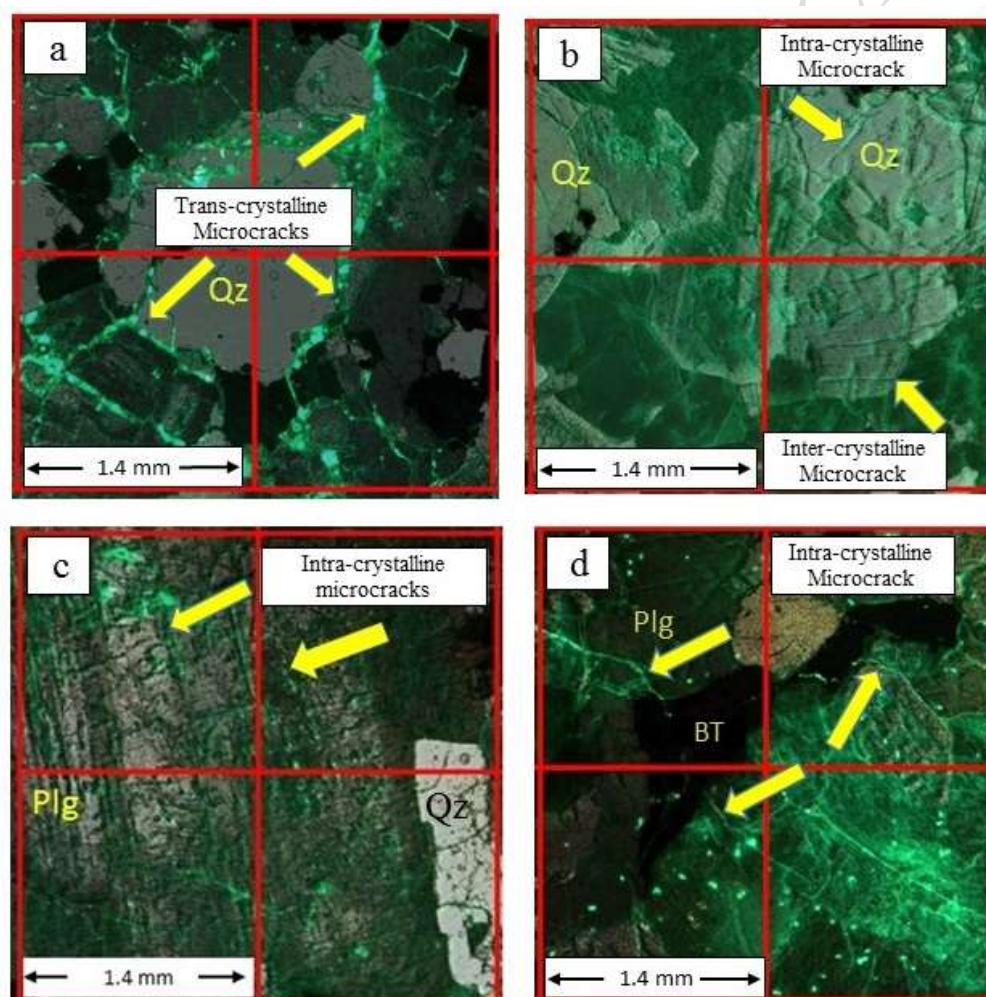 a
Trans-crystalline
Microcracks
Qz
1.4 mm
b
Intra-crystalline
Microcrack
Qz
Qz
Inter-crystalline
Microcrack
1.4 mm
c
Intra-crystalline
microcracks
Plg
Qz
1.4 mm
d
Intra-crystalline
Microcrack
Plg
BT
1.4 mm